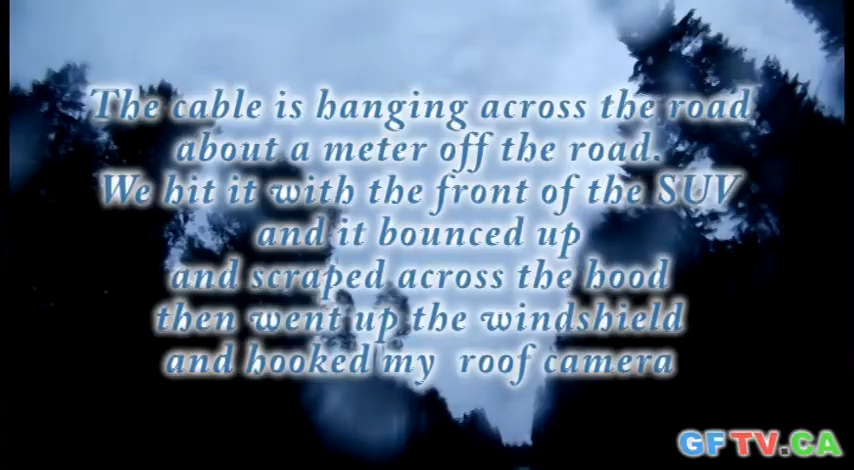 The cable is hanging across the road
about a meter off the road.
We hit it with the front of the SUV
and it bounced up
and scraped across the hood
then went up the windshield
and hooked my roof camera
GFTV.CA